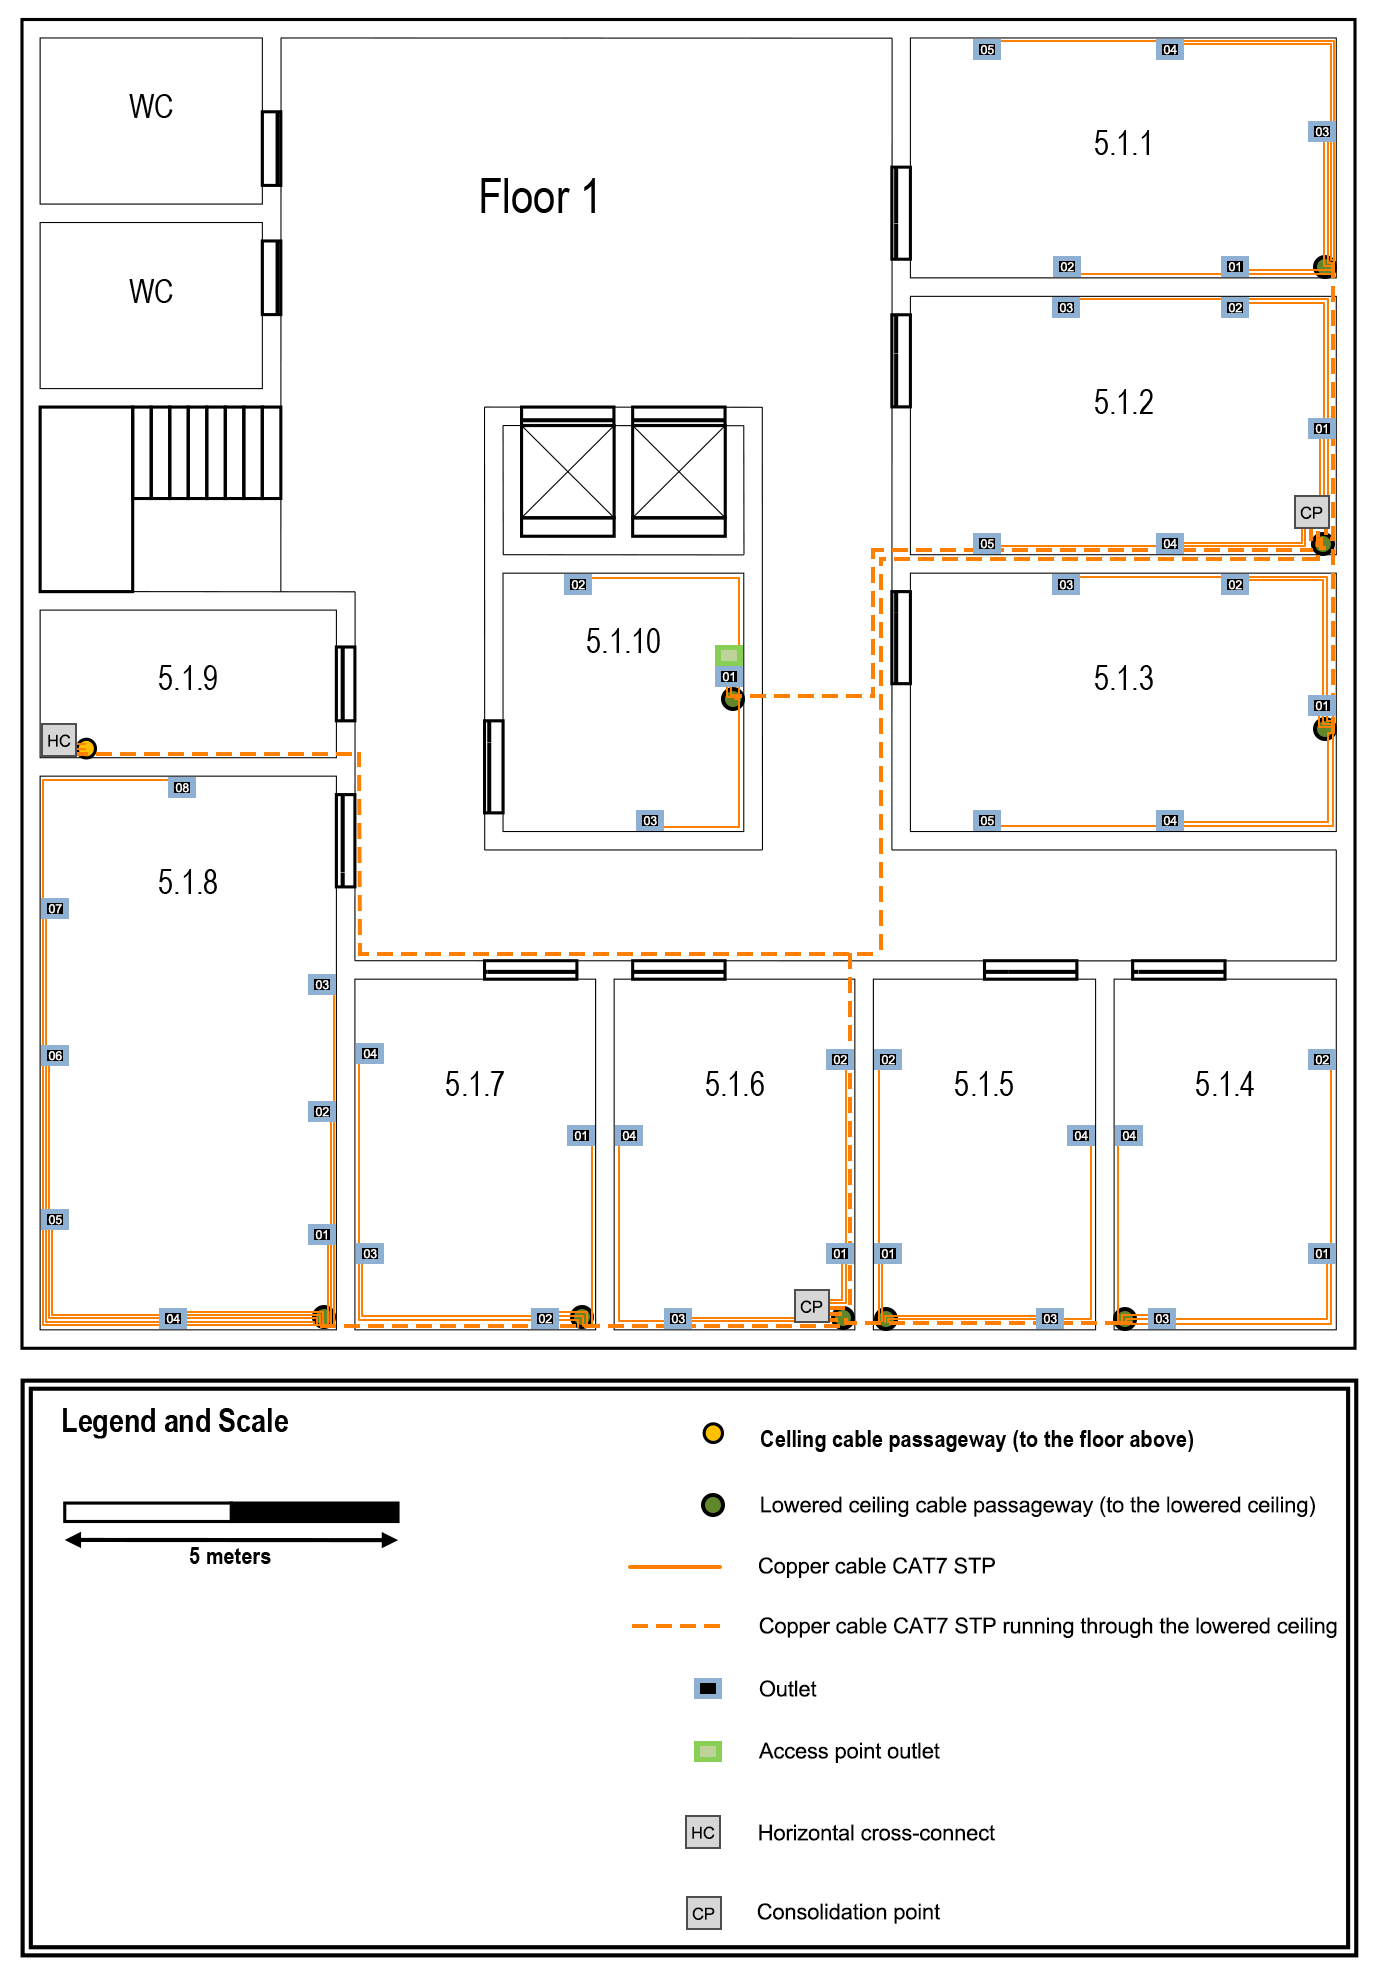 05
04
WC
03
5.1.1
Floor 1
02
01
WC
03
02
5.1.2
01
CP
05
04
02
03
02
5.1.10
5.1.9
01
5.1.3
01
HC
08
03
05
04
5.1.8
07
03
06
04
02
02
02
5.1.7
5.1.6
5.1.5
5.1.4
02
01
04
04
04
05
01
03
01
01
01
CP
04
02
03
03
03
Legend and Scale
5 meters
Celling cable passageway (to the floor above)
Lowered ceiling cable passageway (to the lowered ceiling)
Copper cable CAT7 STP
Copper cable CAT7 STP running through the lowered ceiling
Outlet
Access point outlet
HC
Horizontal cross-connect
CP
Consolidation point